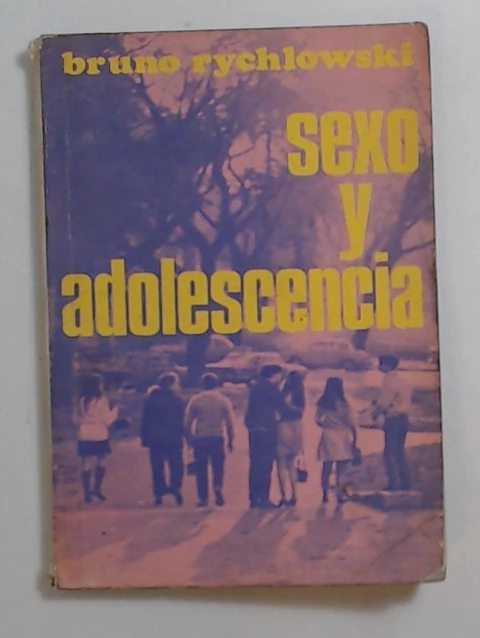 bruno rychlowski
sexo
y
adolescencia